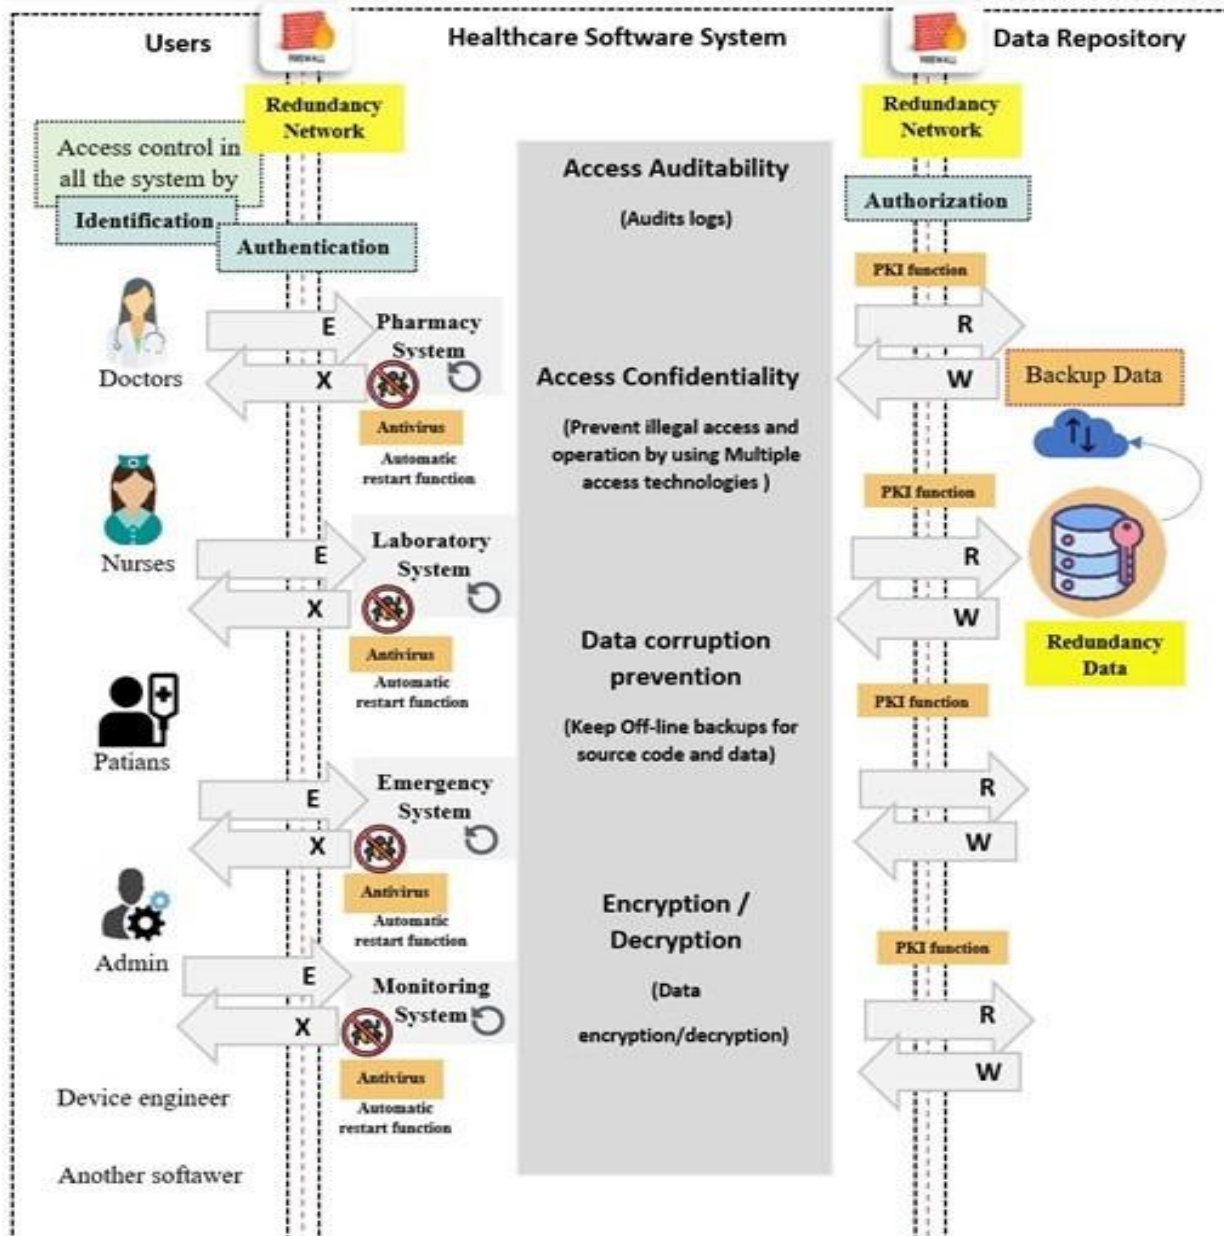 Users
FIREWALL
Healthcare Software System
FIREWALL
Data Repository
Redundancy
Network
Redundancy
Network
Access control in
all the system by
Identification
Authentication
Access Auditability
(Audits logs)
Authorization
PKI function
Doctors
E
X
Pharmacy
System
Antivirus
Automatic
restart function
Access Confidentiality
(Prevent illegal access and
operation by using Multiple
access technologies )
R
W
Backup Data
PKI function
Nurses
E
X
Laboratory
System
Antivirus
Automatic
restart function
Data corruption
prevention
(Keep Off-line backups for
source code and data)
R
W
Redundancy
Data
PKI function
Patians
E
X
Emergency
System
Antivirus
Automatic
restart function
R
W
Encryption /
Decryption
(Data
encryption/decryption)
PKI function
Admin
E
X
Monitoring
System
Antivirus
Automatic
restart function
R
W
Device engineer
Another softawer